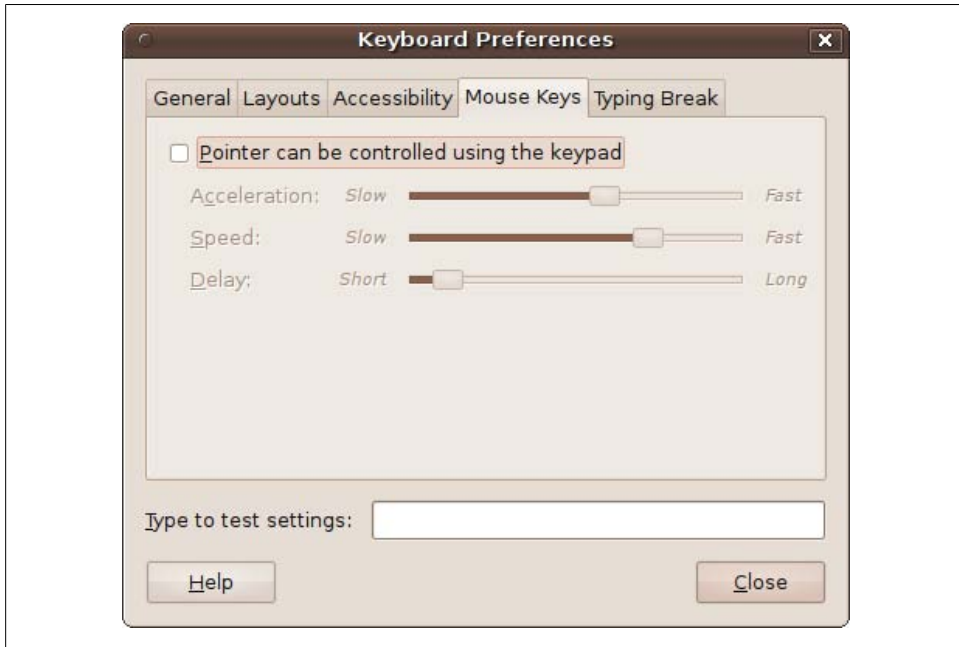 Keyboard Preferences
General Layouts Accessibility Mouse Keys Typing Break
Pointer can be controlled using the keypad
Acceleration: Slow Fast
Speed: Slow Fast
Delay: Short Long
Type to test settings:
Help Close